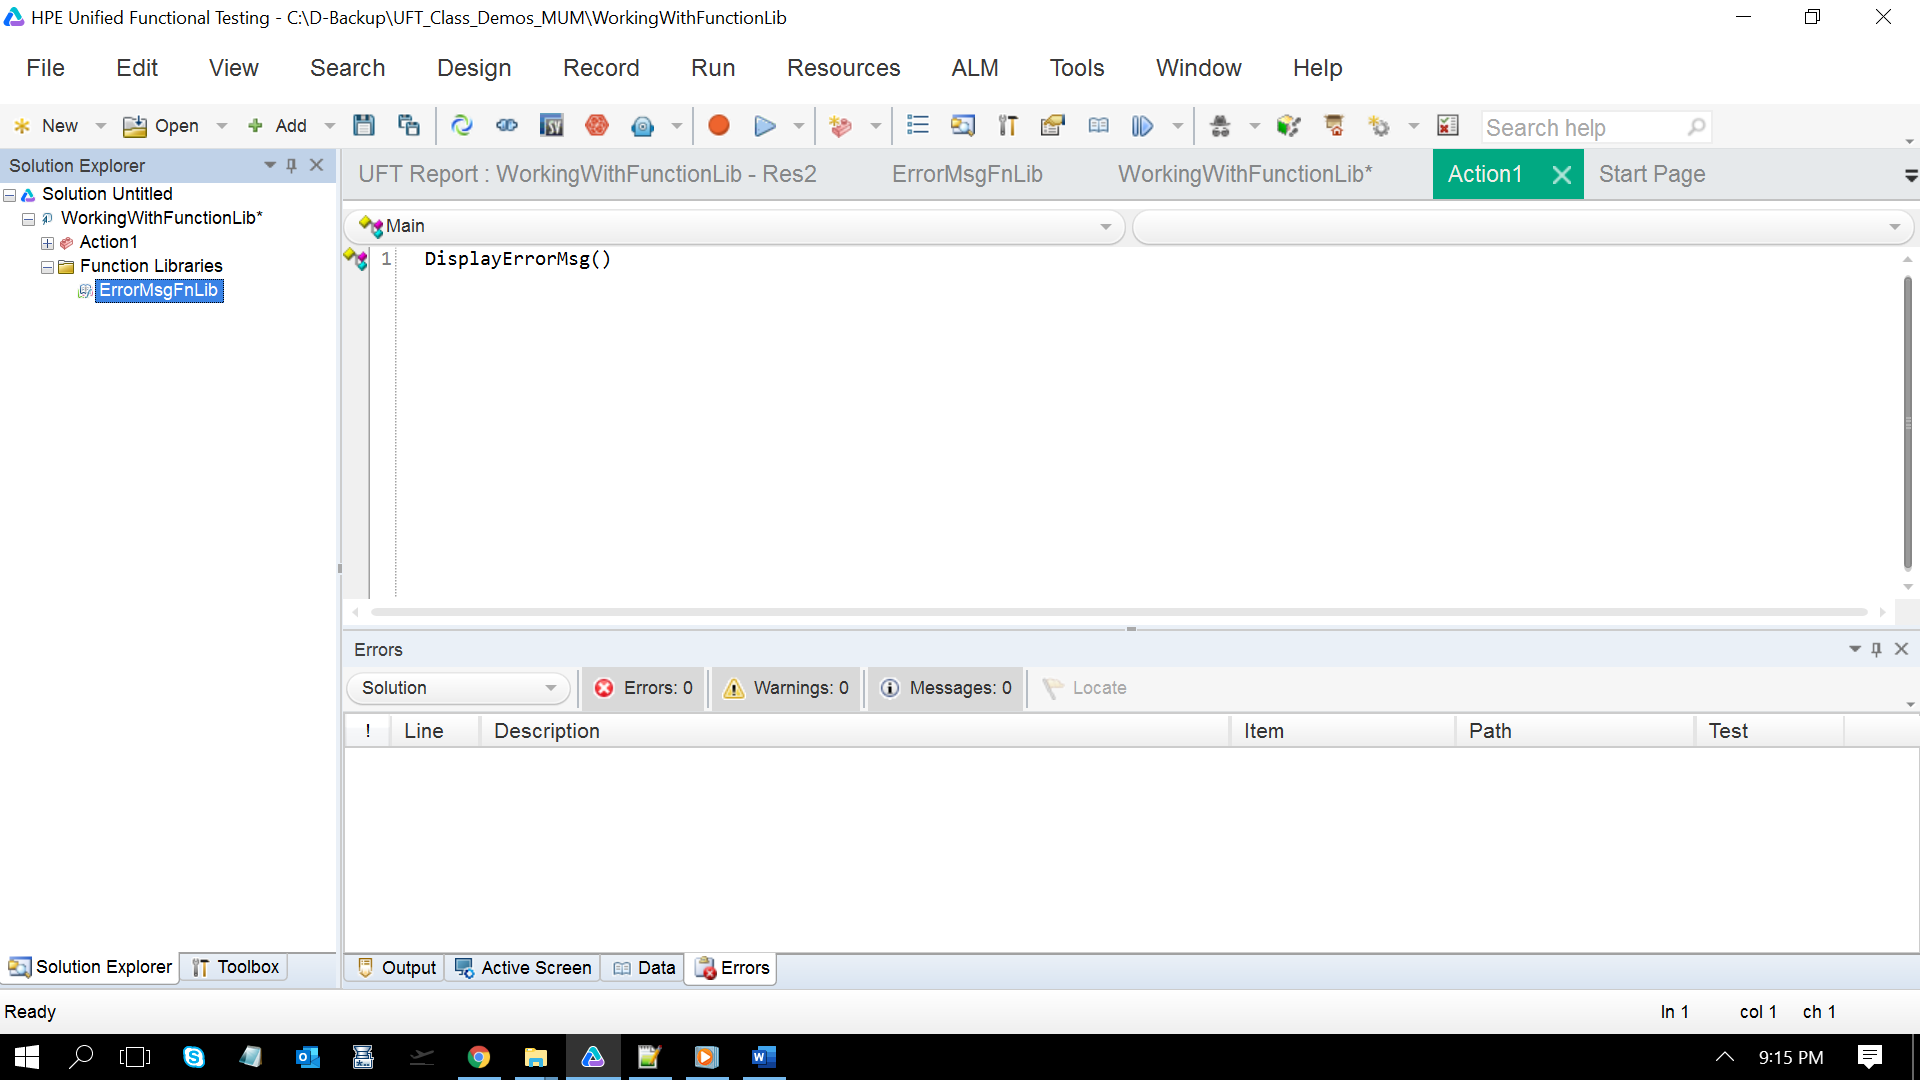 HPE Unified Functional Testing - C:\D-Backup\UFT_Class_Demos_MUM\WorkingWithFunctionLib
File Edit View Search Design Record Run Resources ALM Tools Window Help
New Open Add Search help
Solution Explorer
UFT Report : WorkingWithFunctionLib - Res2 ErrorMsgFnLib WorkingWithFunctionLib* Action1 Start Page
Solution Untitled
WorkingWithFunctionLib*
Action1
Function Libraries
ErrorMsgFnLib
Main
1 DisplayErrorMsg()
Errors
Solution Errors: 0 Warnings: 0 Messages: 0 Locate
! Line Description Item Path Test
Solution Explorer Toolbox
Output Active Screen Data Errors
Ready ln 1 col 1 ch 1
9:15 PM